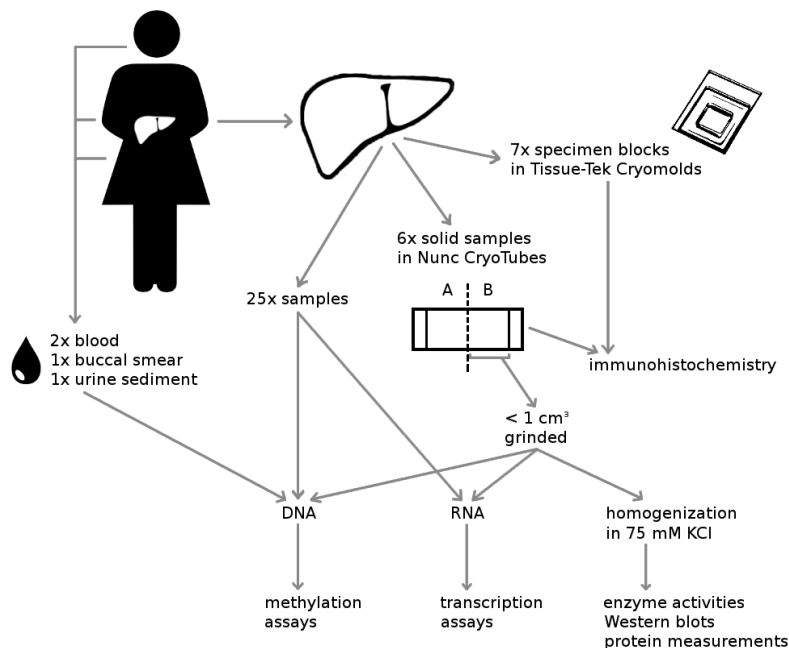 7x specimen blocks
in Tissue-Tek Cryomolds
6x solid samples
in Nunc CryoTubes
A
B
25x samples
2x blood
1x buccal smear
1x urine sediment
immunohistochemistry
< 1 cm³
grinded
DNA
RNA
homogenization
in 75 mM KCl
methylation
assays
transcription
assays
enzyme activities
Western blots
protein measurements